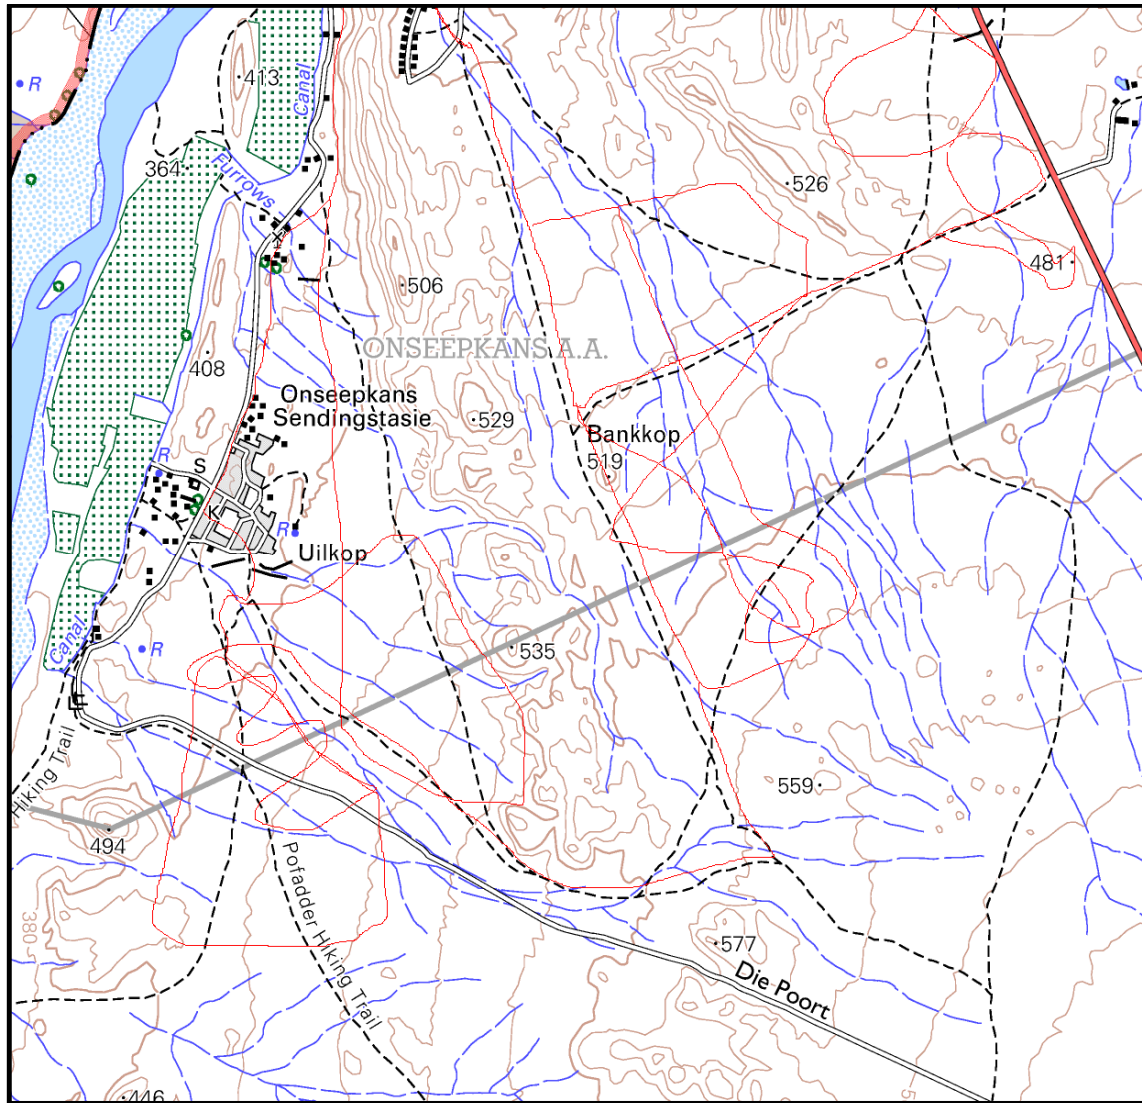 R
413
Canal
364
Furrows
526
481
506
ONSEEPKANS A.A.
408
Onseepkans
Sendingstasie
529
420
Bankkop
519
R
S
K
R
Uilkop
Canal
R
535
Hiking Trail
559
494
Pofadder Hiking Trail
380
577
Die Poort
446
5